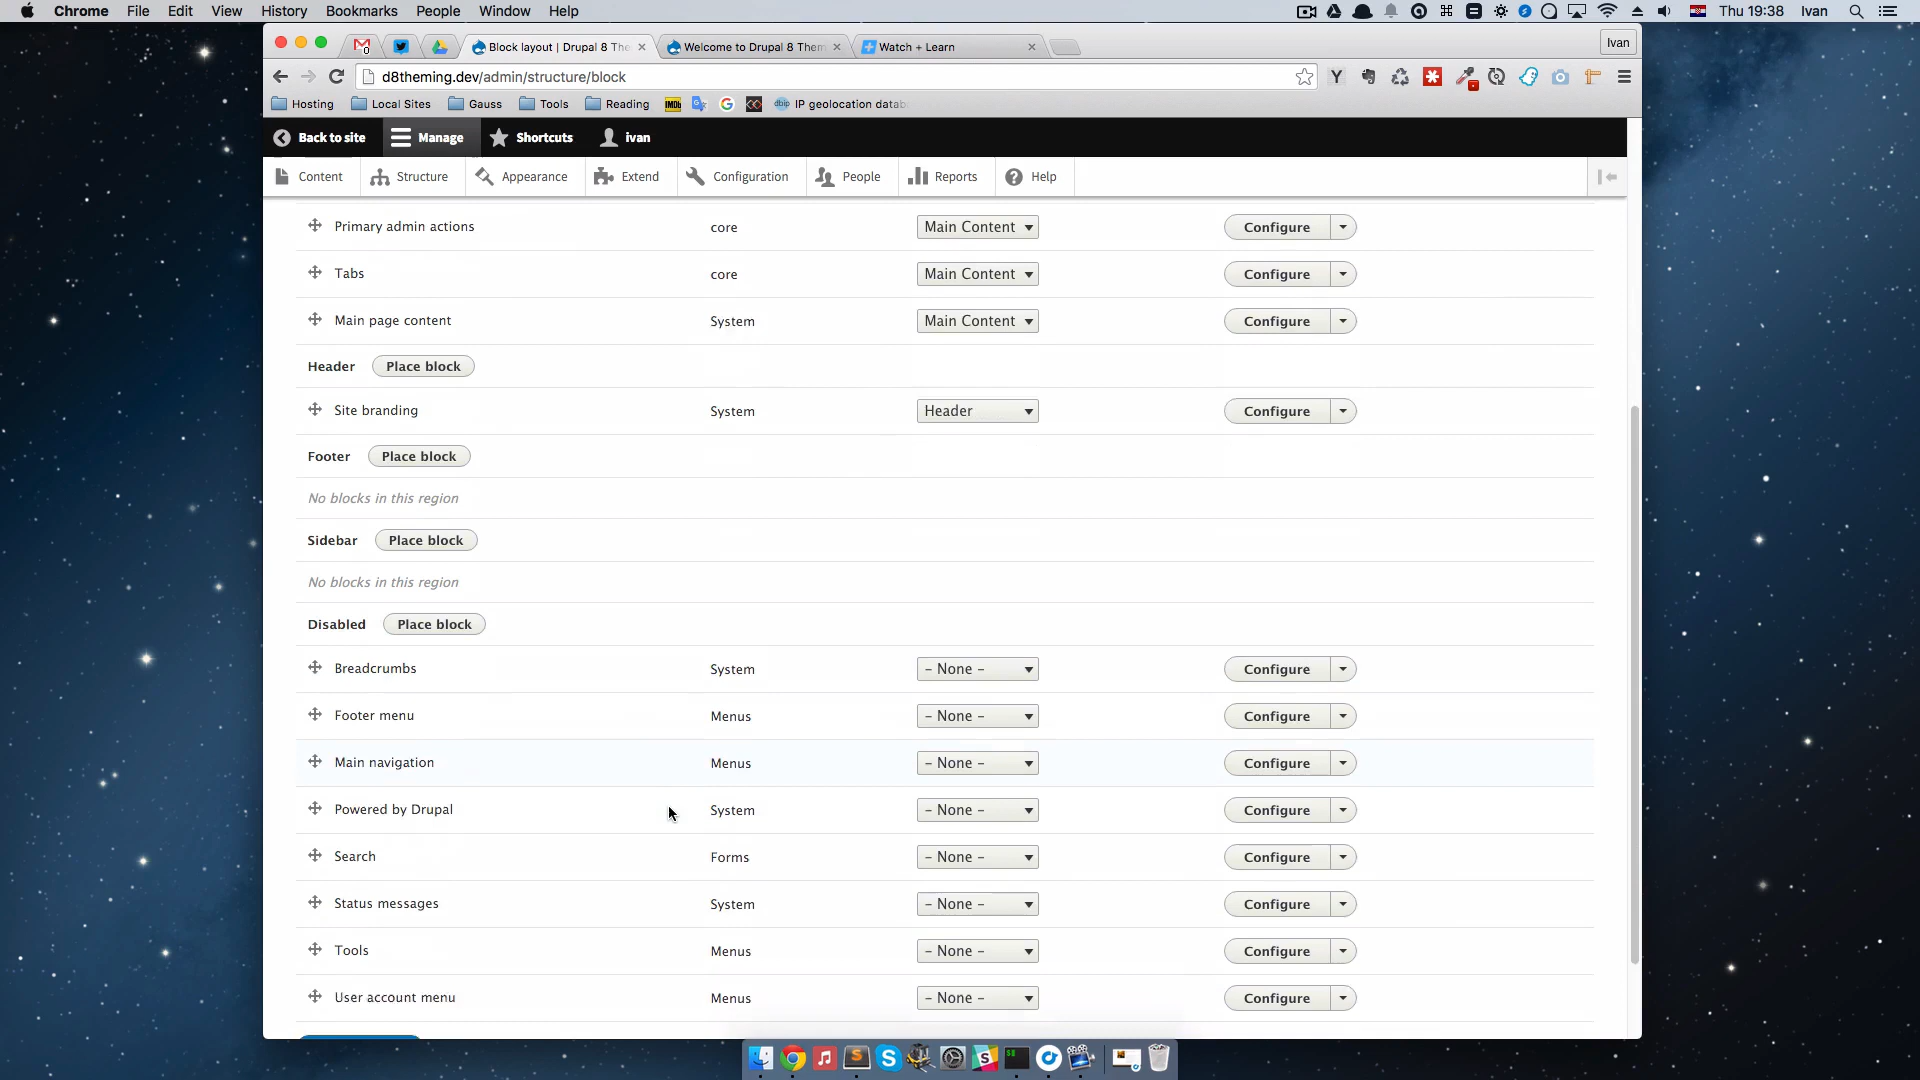 Chrome File Edit View History Bookmarks People Window Help Thu 19:38 Ivan
Block layout | Drupal 8 The Welcome to Drupal 8 Them Watch + Learn Ivan
d8theming.dev/admin/structure/block
Hosting Local Sites Gauss Tools Reading IMDb dbip IP geolocation datab
Back to site Manage Shortcuts ivan
Content Structure Appearance Extend Configuration People Reports Help
Primary admin actions core Main Content Configure
Tabs core Main Content Configure
Main page content System Main Content Configure
Header Place block
Site branding System Header Configure
Footer Place block
No blocks in this region
Sidebar Place block
No blocks in this region
Disabled Place block
Breadcrumbs System - None - Configure
Footer menu Menus - None - Configure
Main navigation Menus - None - Configure
Powered by Drupal System - None - Configure
Search Forms - None - Configure
Status messages System - None - Configure
Tools Menus - None - Configure
User account menu Menus - None - Configure